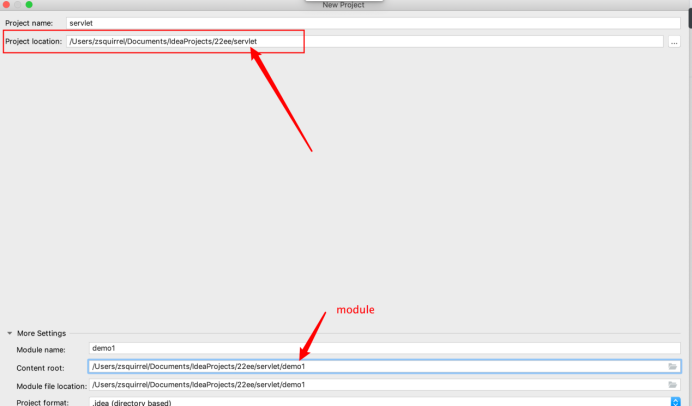 New Project
Project name: servlet
Project location: /Users/zsquirrel/Documents/IdeaProjects/22ee/servlet ...
module
More Settings
Module name: demo1
Content root: /Users/zsquirrel/Documents/IdeaProjects/22ee/servlet/demo1
Module file location: /Users/zsquirrel/Documents/IdeaProjects/22ee/servlet/demo1
Project format: .idea (directory based)